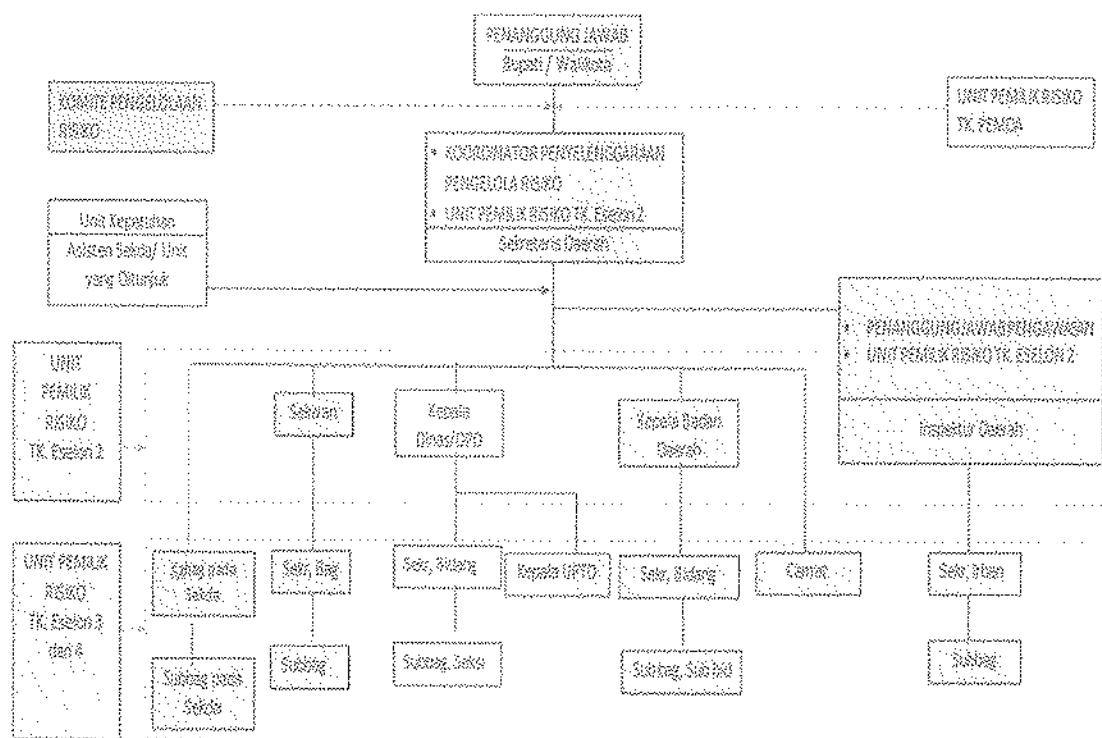 PENANGGUNG JAWAB
Bupati / Walikota
KOMITE PENGELOLAAN
RISIKO
UNIT PEMILIK RISIKO
TK. PEMDA
* KOORDINATOR PENYELENGGARAAN
PENGELOLA RISIKO
* UNIT PEMILIK RISIKO TK. Eselon 2
Sekretaris Daerah
Unit Kepatuhan
Asisten Sekda/ Unit
yang Ditunjuk
* PENANGGUNGJAWAB PENGAWASAN
* UNIT PEMILIK RISIKO TK. ESELON 2
Inspektur Daerah
UNIT
PEMILIK
RISIKO
TK. Eselon 2
Sekwan
Kepala
Dinas/OPD
Kepala Badan
Daerah
UNIT PEMILIK
RISIKO
TK. Eselon 3
dan 4
Kabag pada
Sekda
Sekr, Bag
Sekr, Bidang
Kepala UPTD
Sekr, Bidang
Camat
Sekr, Irban
Subbag pada
Sekda
Subbag
Subbag, Seksi
Subbag, Sub bid
Subbag